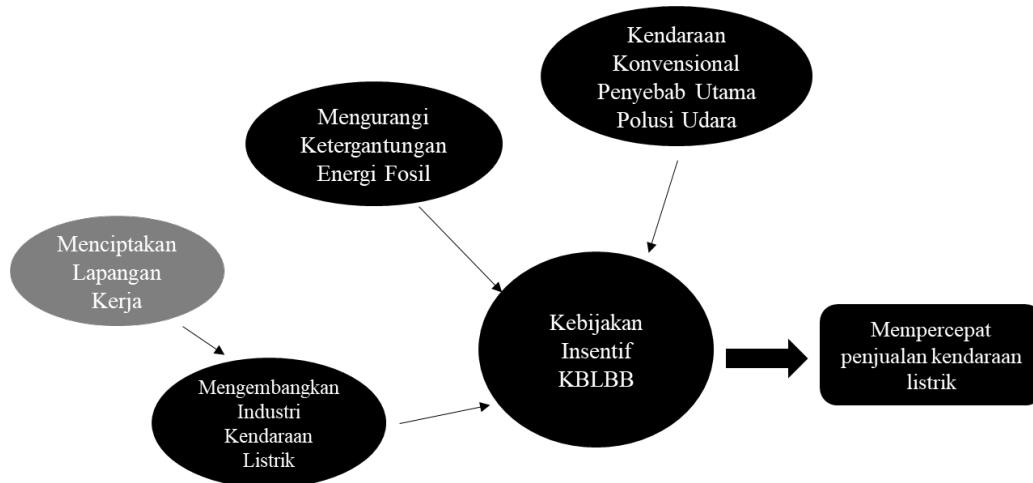 Kendaraan
Konvensional
Penyebab Utama
Polusi Udara
Mengurangi
Ketergantungan
Energi Fosil
Menciptakan
Lapangan
Kerja
Mengembangkan
Industri
Kendaraan
Listrik
Kebijakan
Insentif
KBLBB
Mempercepat
penjualan kendaraan
listrik